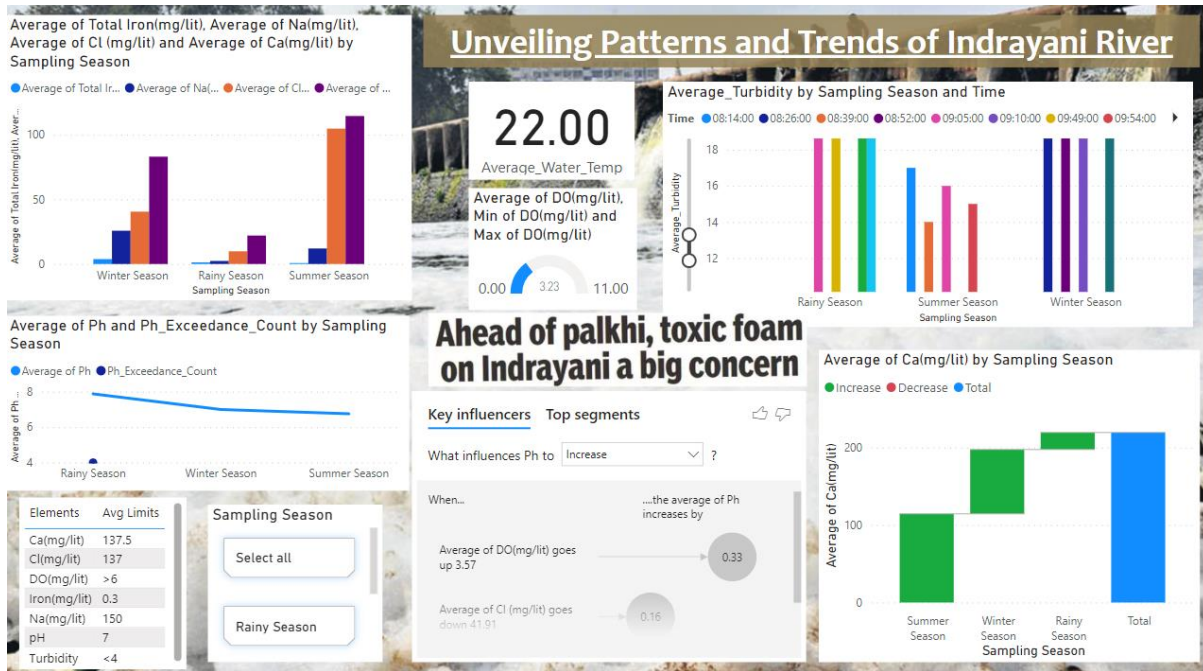 Average of Total Iron(mg/lit), Average of Na(mg/lit),
Average of Cl (mg/lit) and Average of Ca(mg/lit) by
Sampling Season
Average of Total Ir... Average of Na(... Average of Cl... Average of ...
Average of Total Iron(mg/lit), Aver...
100
50
0
Winter Season Rainy Season Summer Season
Sampling Season
Unveiling Patterns and Trends of Indrayani River
22.00
Average_Water_Temp
Average of DO(mg/lit),
Min of DO(mg/lit) and
Max of DO(mg/lit)
0.00 3.23 11.00
Average_Turbidity by Sampling Season and Time
Time 08:14:00 08:26:00 08:39:00 08:52:00 09:05:00 09:10:00 09:49:00 09:54:00
Average_Turbidity
18
16
14
12
Rainy Season Summer Season Winter Season
Sampling Season
Average of Ph and Ph_Exceedance_Count by Sampling
Season
Average of Ph Ph_Exceedance_Count
Average of Ph ...
8
6
4
Rainy Season Winter Season Summer Season
Ahead of palkhi, toxic foam
on Indrayani a big concern
Key influencers Top segments
What influences Ph to Increase ?
When... ....the average of Ph
increases by
Average of DO(mg/lit) goes
up 3.57
0.33
Average of Cl (mg/lit) goes
down 41.91
0.16
Average of Ca(mg/lit) by Sampling Season
Increase Decrease Total
Average of Ca(mg/lit)
200
100
0
Summer
Season
Winter
Season
Rainy
Season
Total
Sampling Season
Elements Avg Limits
Ca(mg/lit) 137.5
Cl(mg/lit) 137
DO(mg/lit) >6
Iron(mg/lit) 0.3
Na(mg/lit) 150
pH 7
Turbidity <4
Sampling Season
Select all
Rainy Season